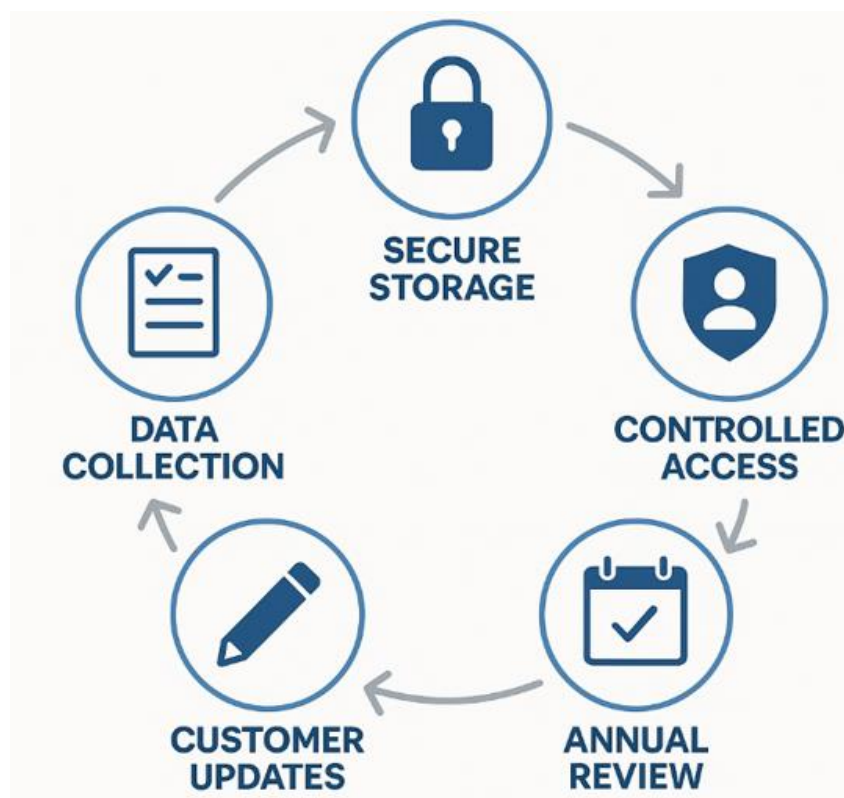 SECURE
STORAGE
CONTROLLED
ACCESS
ANNUAL
REVIEW
CUSTOMER
UPDATES
DATA
COLLECTION